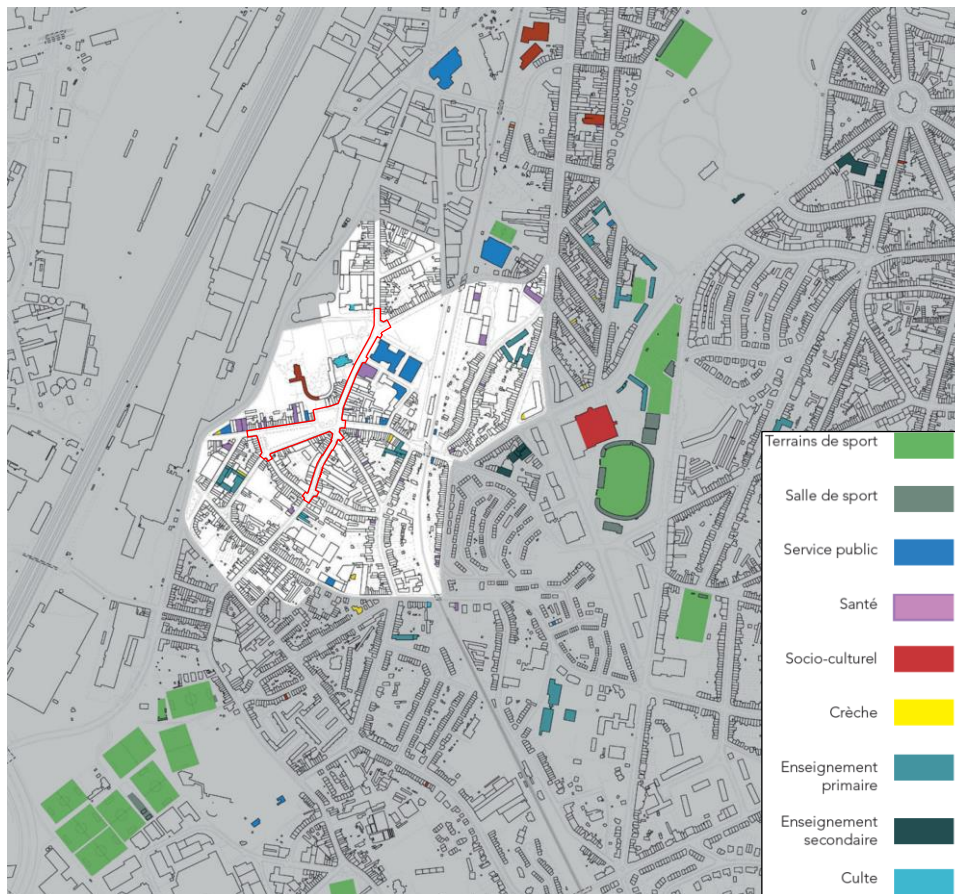 Terrains de sport
Salle de sport
Service public
Santé
Socio-culturel
Crèche
Enseignement
primaire
Enseignement
secondaire
Culte